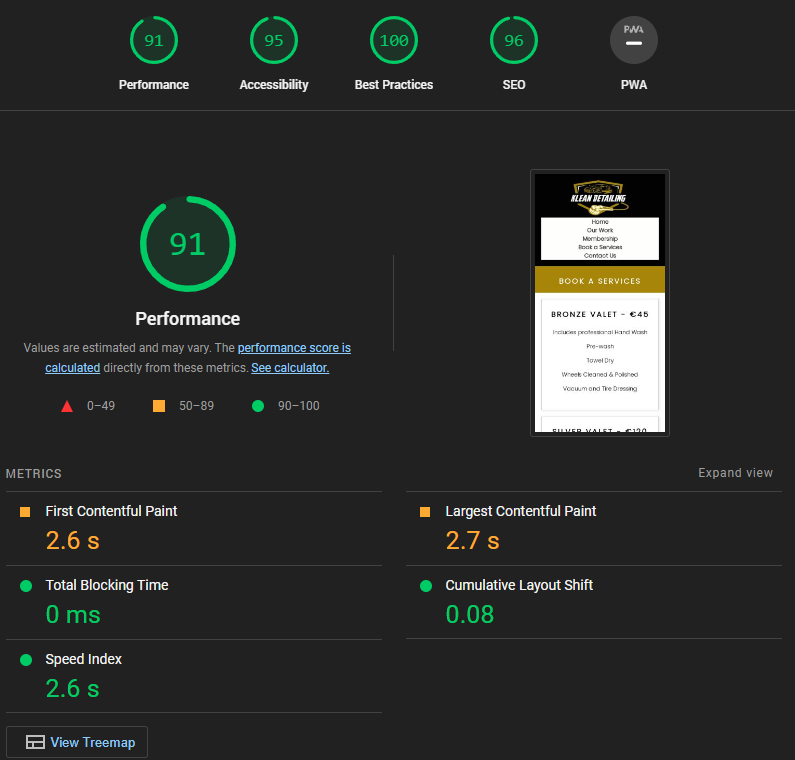 91
95
100
96
PWA
Performance
Accessibility
Best Practices
SEO
PWA
91
Performance
Values are estimated and may vary. The performance score is
calculated directly from these metrics. See calculator.
0–49
50–89
90–100
KLEAN DETAILING
Home
Our Work
Membership
Book a Services
Contact Us
BOOK A SERVICES
BRONZE VALET - €45
Includes professional Hand Wash
Pre-wash
Towel Dry
Wheels Cleaned & Polished
Vacuum and Tire Dressing
SILVER VALET - €120
METRICS
Expand view
First Contentful Paint
2.6 s
Largest Contentful Paint
2.7 s
Total Blocking Time
0 ms
Cumulative Layout Shift
0.08
Speed Index
2.6 s
View Treemap